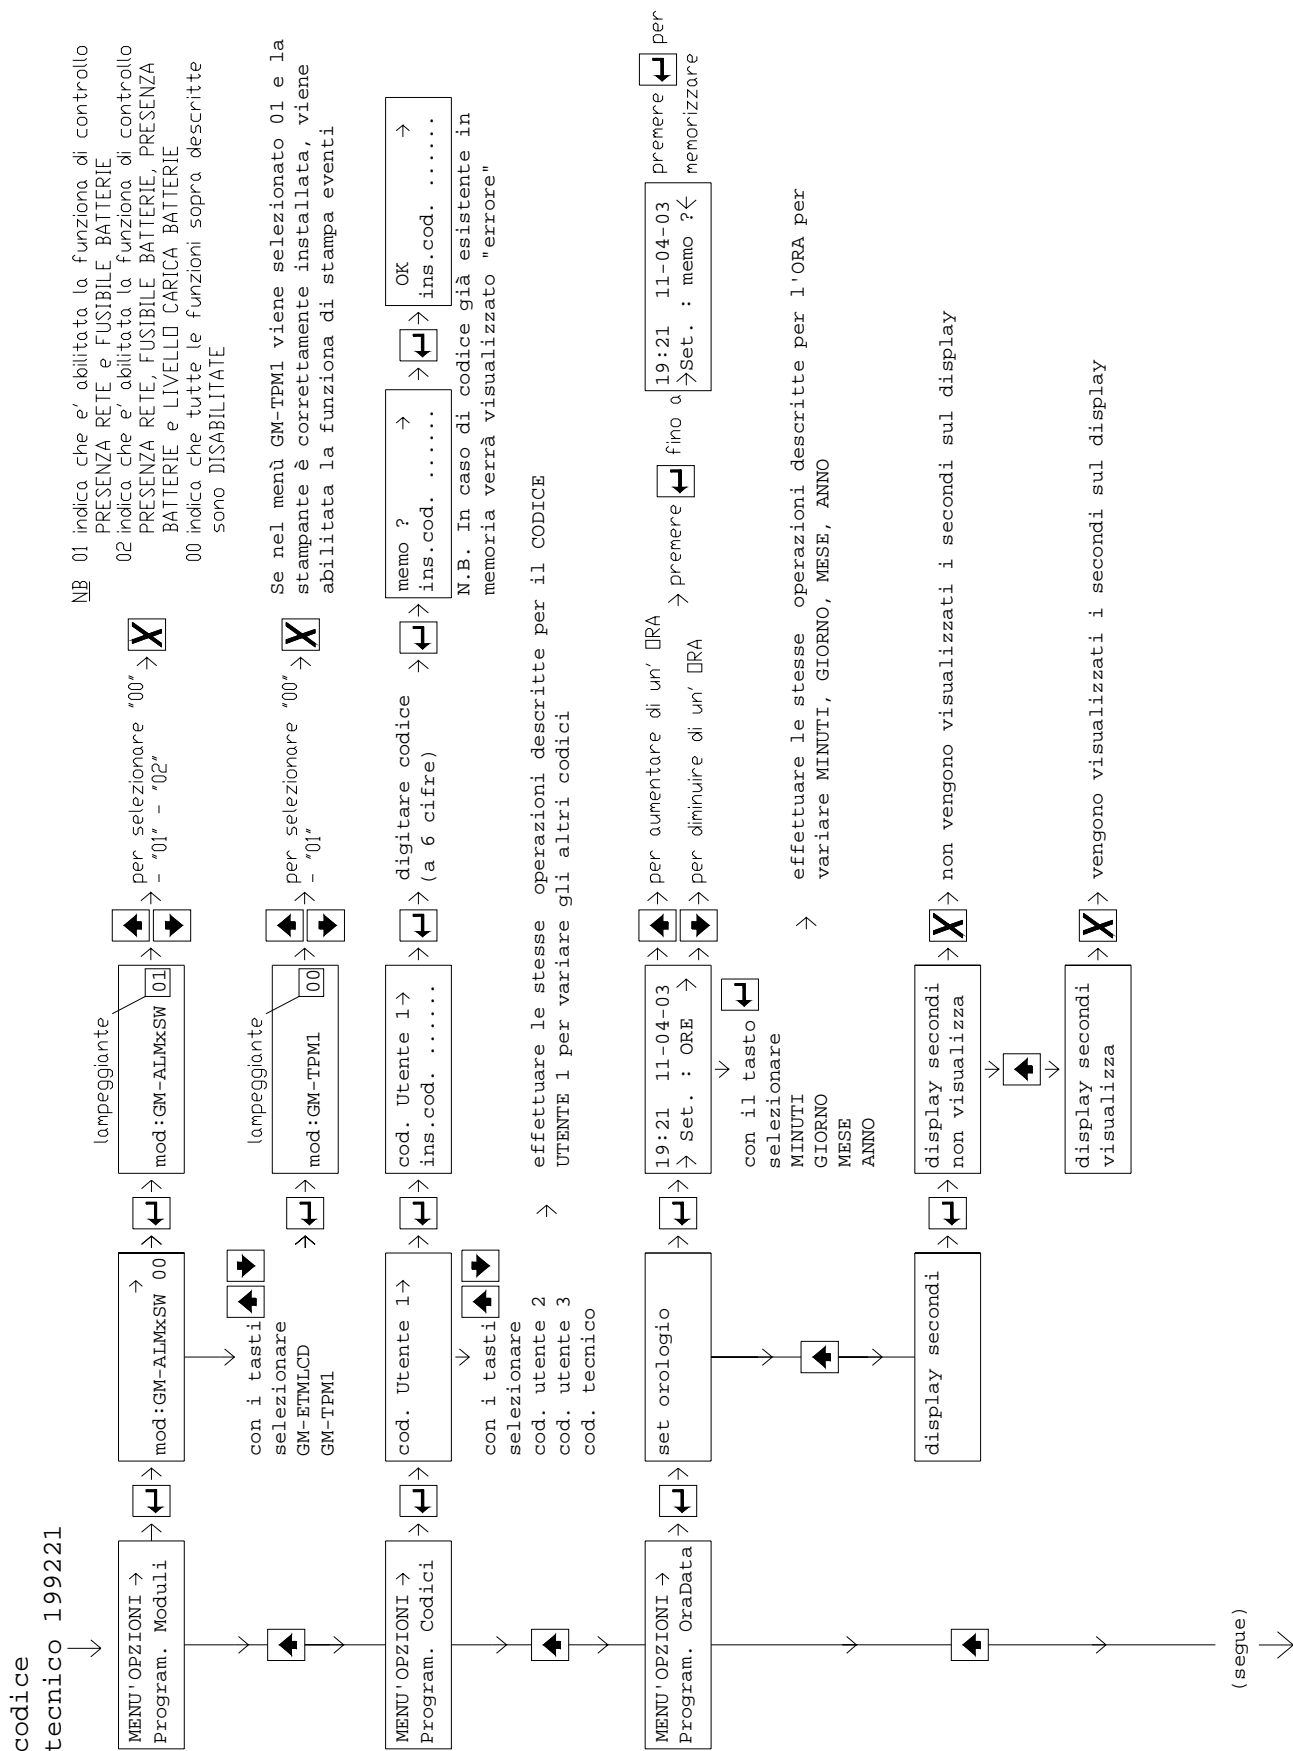 codice
tecnico 199221
MENU'OPZIONI →
Program. Moduli
mod:GM-ALMxSW 00
con i tasti
selezionare
GM-ETMLCD
GM-TPM1
lampeggiante
mod:GM-ALMxSW 01
per selezionare "00"
- "01" - "02"
X
NB 01 indica che e' abilitata la funziona di controllo
PRESENZA RETE e FUSIBILE BATTERIE
02 indica che e' abilitata la funziona di controllo
PRESENZA RETE, FUSIBILE BATTERIE, PRESENZA
BATTERIE e LIVELLO CARICA BATTERIE
00 indica che tutte le funzioni sopra descritte
sono DISABILITATE
lampeggiante
mod:GM-TPM1 00
per selezionare "00"
- "01"
X
Se nel menù GM-TPM1 viene selezionato 01 e la
stampante è correttamente installata, viene
abilitata la funziona di stampa eventi
MENU'OPZIONI →
Program. Codici
cod. Utente 1→
con i tasti
selezionare
cod. utente 2
cod. utente 3
cod. tecnico
cod. Utente 1→
ins.cod. ......
digitare codice
(a 6 cifre)
memo ? →
ins.cod. ......
OK →
ins.cod. ......
N.B. In caso di codice già esistente in
memoria verrà visualizzato "errore"
→ effettuare le stesse operazioni descritte per il CODICE
UTENTE 1 per variare gli altri codici
MENU'OPZIONI →
Program. OraData
set orologio
19:21 11-04-03
→ Set. : ORE →
con il tasto
selezionare
MINUTI
GIORNO
MESE
ANNO
per aumentare di un' ORA
per diminuire di un' ORA
premere fino a
19:21 11-04-03
→Set. : memo ?←
premere per
memorizzare
→ effettuare le stesse operazioni descritte per l'ORA per
variare MINUTI, GIORNO, MESE, ANNO
display secondi
display secondi
non visualizza
X
non vengono visualizzati i secondi sul display
display secondi
visualizza
X
vengono visualizzati i secondi sul display
(segue)